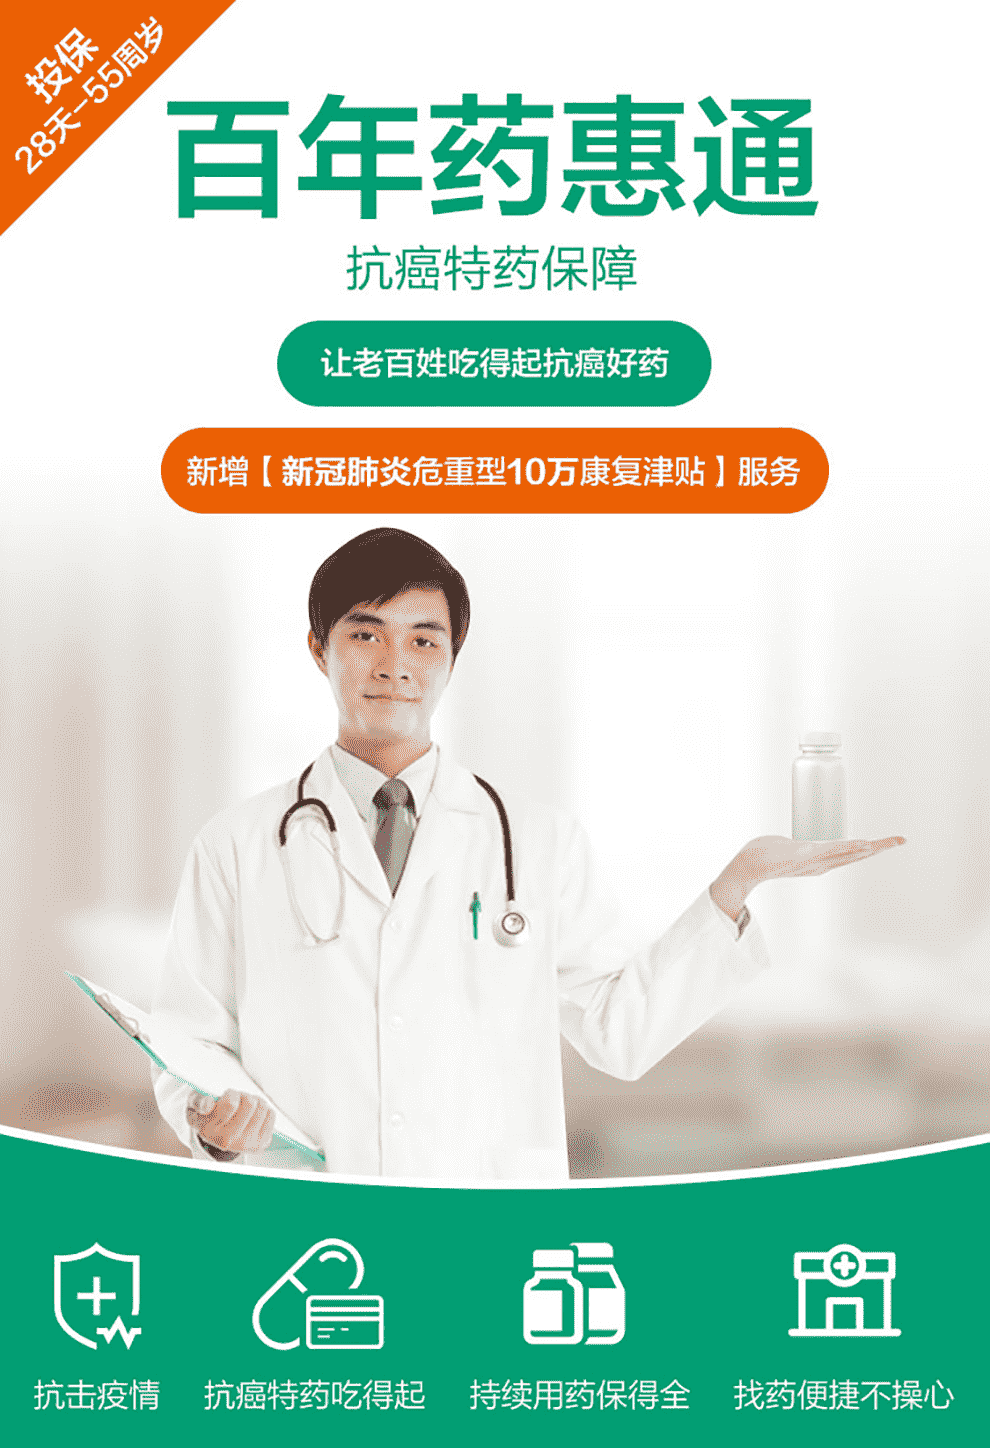 投保
28天-55周岁
百年药惠通
抗癌特药保障
让老百姓吃得起抗癌好药
新增【新冠肺炎危重型10万康复津贴】服务
抗击疫情
抗癌特药吃得起
持续用药保得全
找药便捷不操心